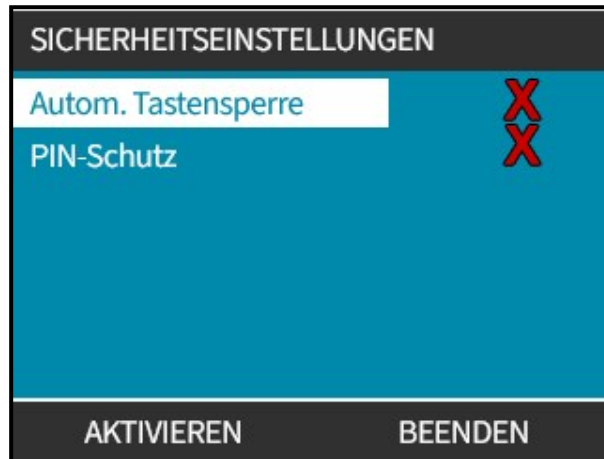 SICHERHEITSEINSTELLUNGEN
Autom. Tastensperre
PIN-Schutz
AKTIVIEREN BEENDEN